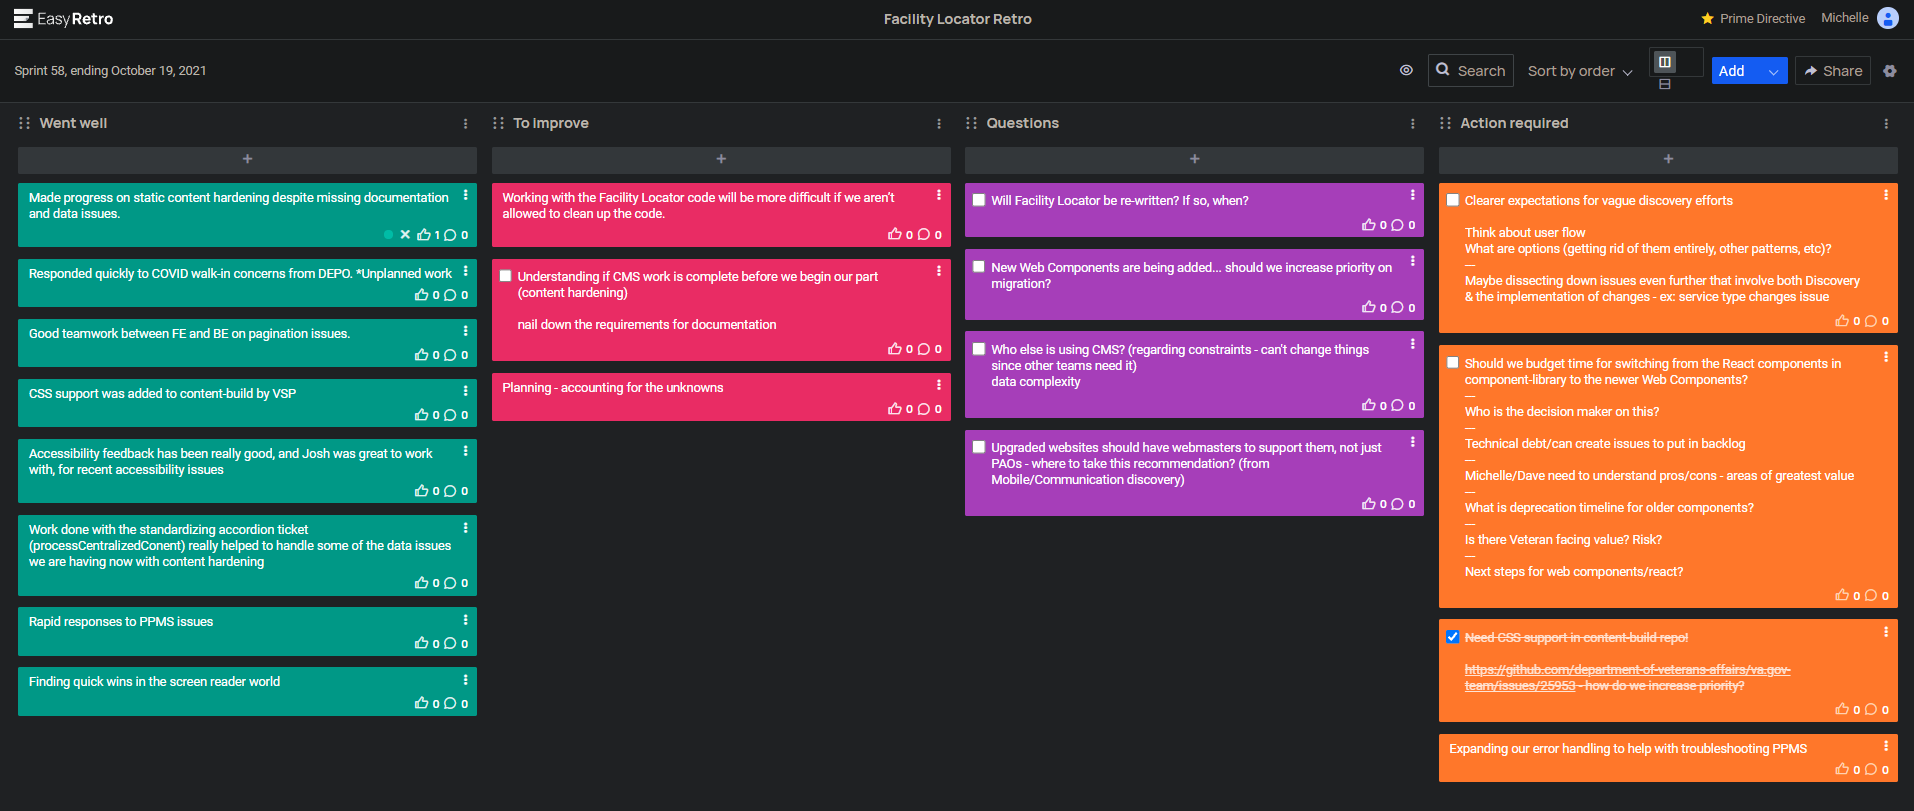 EasyRetro
Facility Locator Retro
Prime Directive
Michelle
Sprint 58, ending October 19, 2021
Search
Sort by order
Add
Share
Went well
+
Made progress on static content hardening despite missing documentation
and data issues.
1 0
Responded quickly to COVID walk-in concerns from DEPO. *Unplanned work
0 0
Good teamwork between FE and BE on pagination issues.
0 0
CSS support was added to content-build by VSP
0 0
Accessibility feedback has been really good, and Josh was great to work
with, for recent accessibility issues
0 0
Work done with the standardizing accordion ticket
(processCentralizedConent) really helped to handle some of the data issues
we are having now with content hardening
0 0
Rapid responses to PPMS issues
0 0
Finding quick wins in the screen reader world
0 0
To improve
+
Working with the Facility Locator code will be more difficult if we aren't
allowed to clean up the code.
0 0
Understanding if CMS work is complete before we begin our part
(content hardening)
nail down the requirements for documentation
0 0
Planning - accounting for the unknowns
0 0
Questions
+
Will Facility Locator be re-written? If so, when?
0 0
New Web Components are being added... should we increase priority on
migration?
0 0
Who else is using CMS? (regarding constraints - can't change things
since other teams need it)
data complexity
0 0
Upgraded websites should have webmasters to support them, not just
PAOs - where to take this recommendation? (from
Mobile/Communication discovery)
0 0
Action required
+
Clearer expectations for vague discovery efforts
Think about user flow
What are options (getting rid of them entirely, other patterns, etc)?
—
Maybe dissecting down issues even further that involve both Discovery
& the implementation of changes - ex: service type changes issue
0 0
Should we budget time for switching from the React components in
component-library to the newer Web Components?
—
Who is the decision maker on this?
—
Technical debt/can create issues to put in backlog
—
Michelle/Dave need to understand pros/cons - areas of greatest value
—
What is deprecation timeline for older components?
—
Is there Veteran facing value? Risk?
—
Next steps for web components/react?
0 0
Need CSS support in content-build repo!
https://github.com/department-of-veterans-affairs/va.gov-
team/issues/25953 - how do we increase priority?
0 0
Expanding our error handling to help with troubleshooting PPMS
0 0